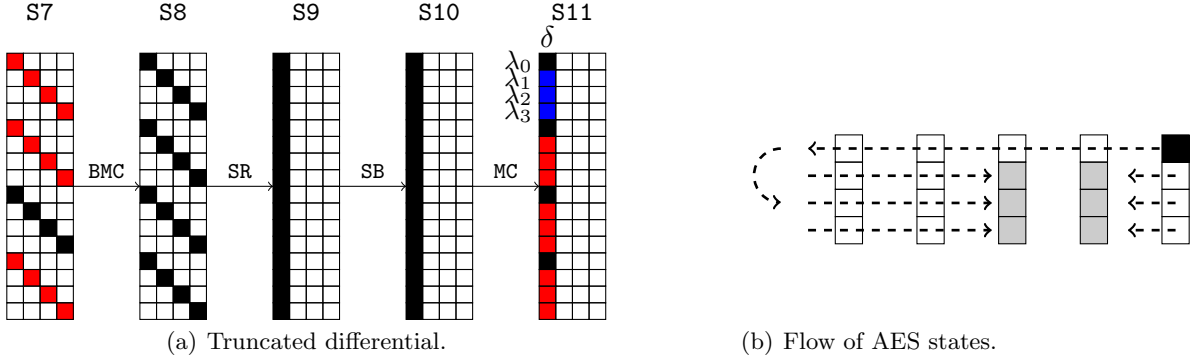 S7 S8 S9 S10 S11
δ
λ0
λ1
λ2
λ3
BMC SR SB MC
(a) Truncated differential. (b) Flow of AES states.